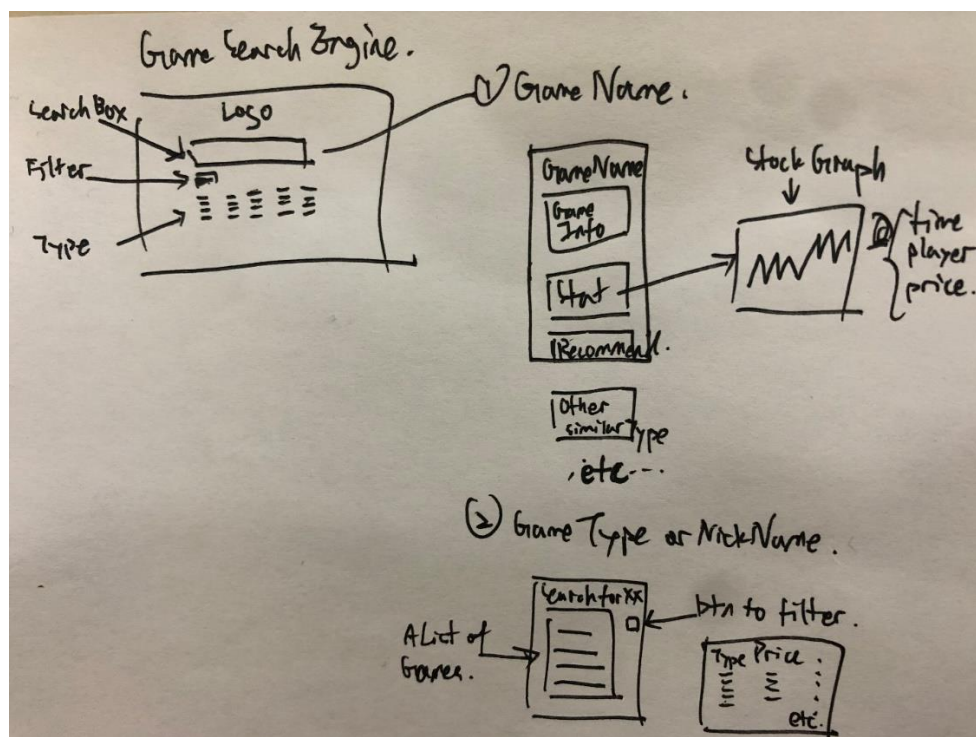 Game Search Engine.
Search Box
Logo
Filter
Type
① Game Name.
Game Name
Game
Info
Stat
Recommend.
Other
similar Type
, etc...
Stock Graph
time
player
price.
② Game Type or NickName.
Search for XX
A List of
Games.
btn to filter.
Type Price
etc.